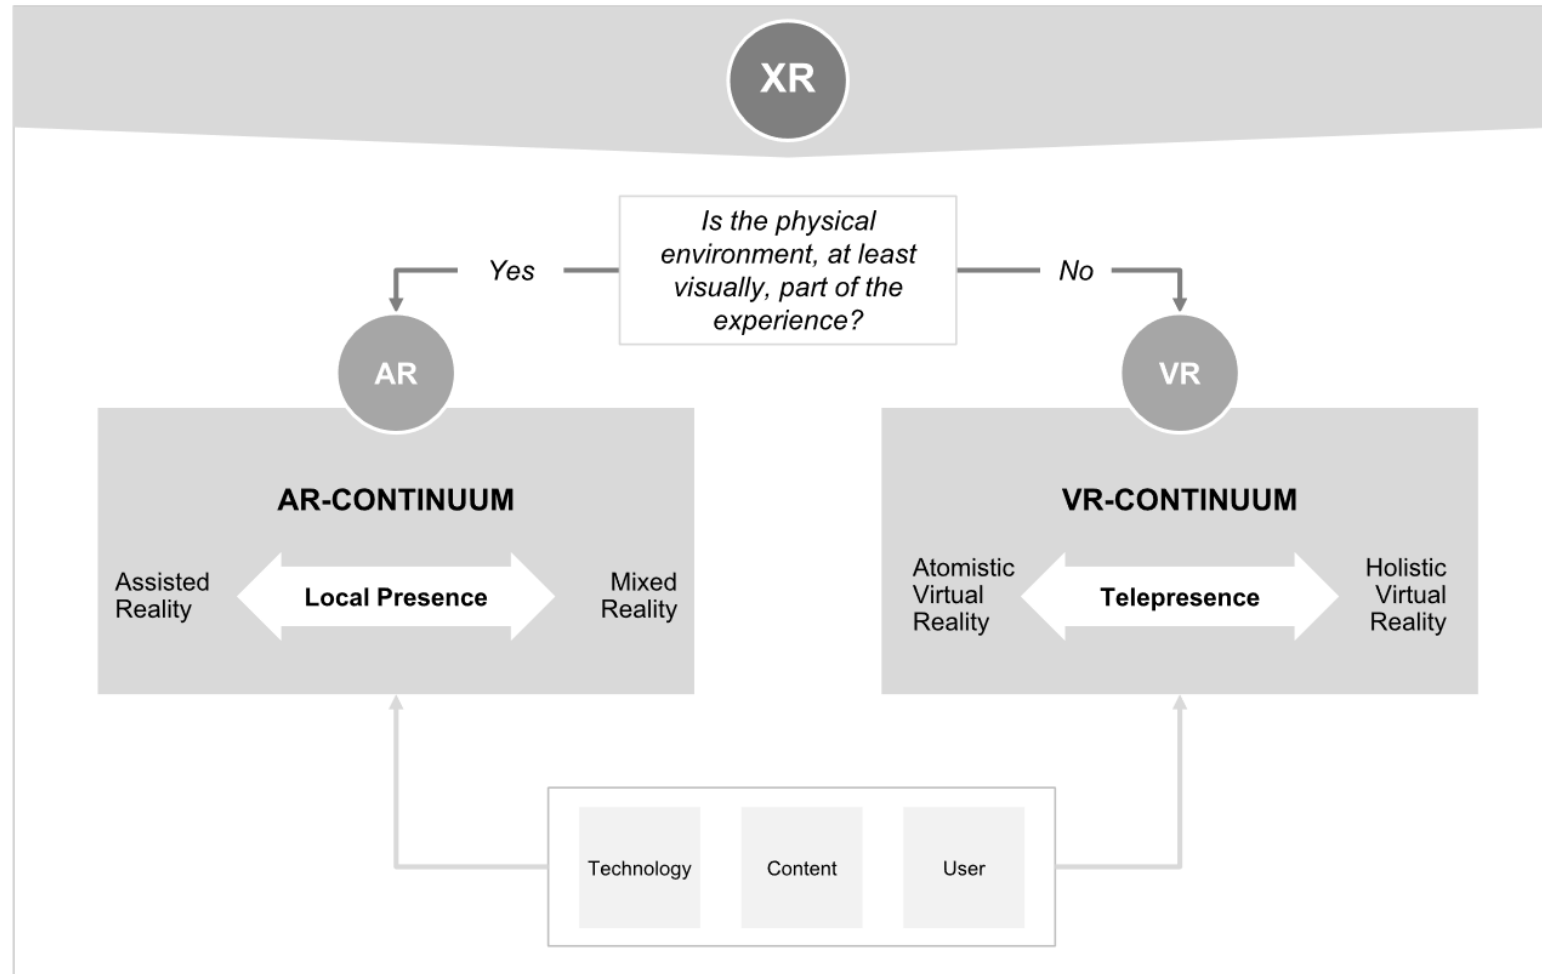 XR
Is the physical
environment, at least
visually, part of the
experience?
Yes
No
AR
VR
AR-CONTINUUM
Assisted
Reality
Local Presence
Mixed
Reality
VR-CONTINUUM
Atomistic
Virtual
Reality
Telepresence
Holistic
Virtual
Reality
Technology
Content
User